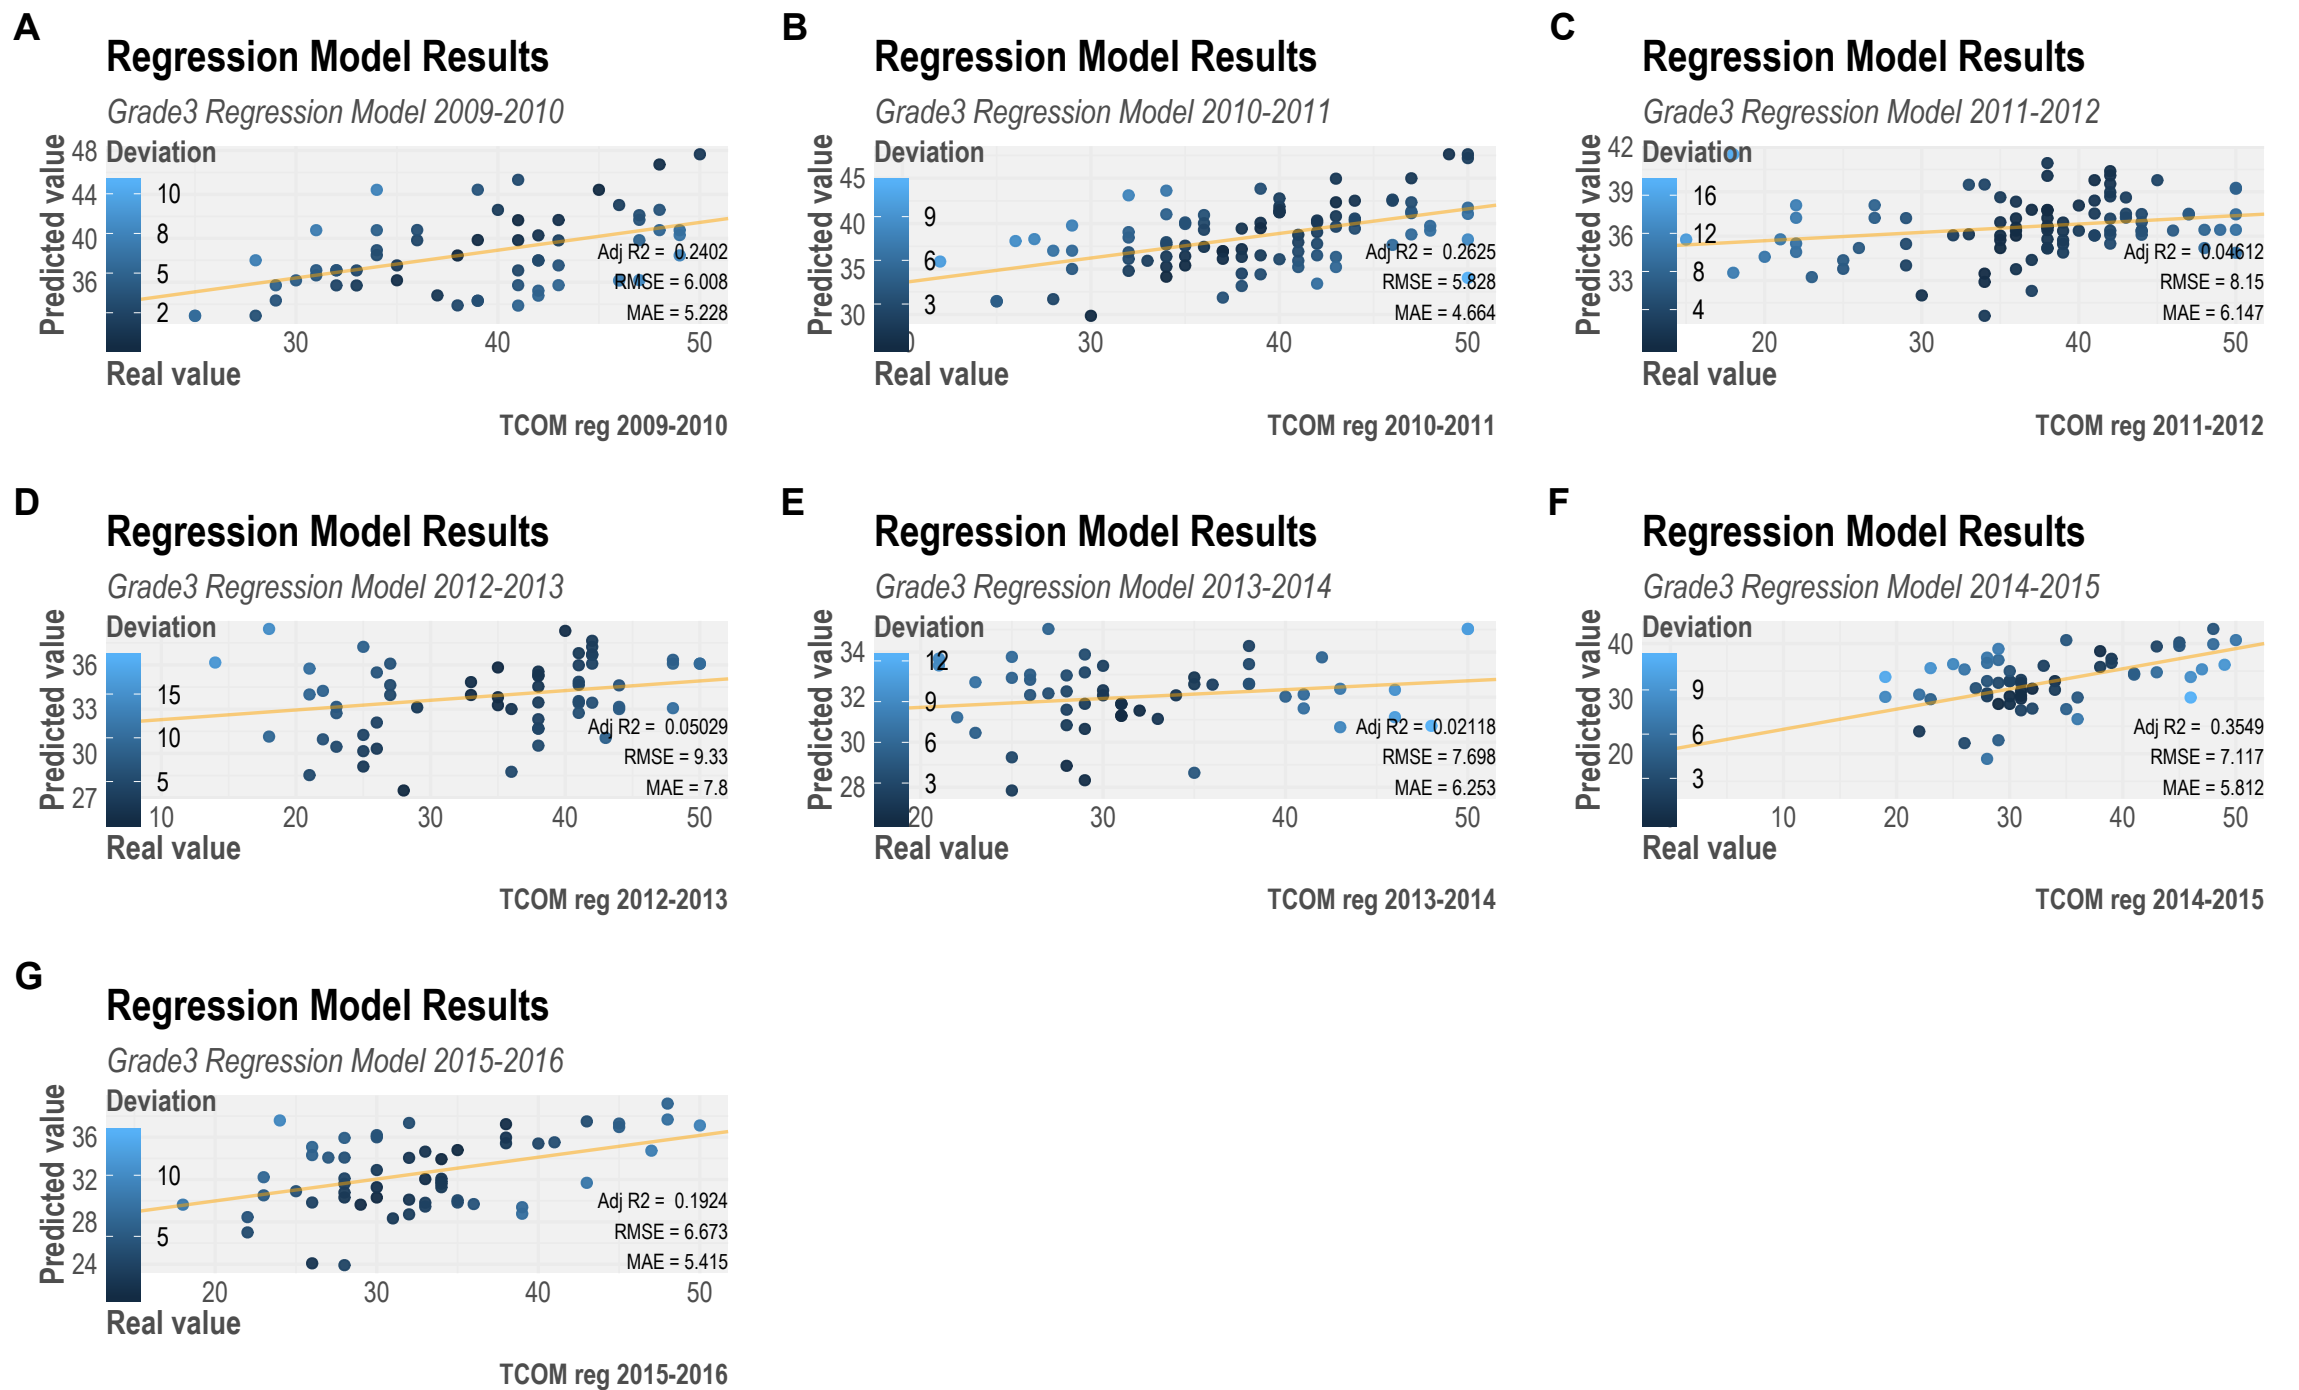 A
Regression Model Results
Grade3 Regression Model 2009-2010
Predicted value
48
44
40
36
Deviation
10
8
5
2
Adj R2 = 0.2402
RMSE = 6.008
MAE = 5.228
30 40 50
Real value
TCOM reg 2009-2010
B
Regression Model Results
Grade3 Regression Model 2010-2011
Predicted value
45
40
35
30
Deviation
9
6
3
Adj R2 = 0.2625
RMSE = 5.828
MAE = 4.664
30 40 50
Real value
TCOM reg 2010-2011
C
Regression Model Results
Grade3 Regression Model 2011-2012
Predicted value
42
39
36
33
Deviation
16
12
8
4
Adj R2 = 0.04612
RMSE = 8.15
MAE = 6.147
20 30 40 50
Real value
TCOM reg 2011-2012
D
Regression Model Results
Grade3 Regression Model 2012-2013
Predicted value
36
33
30
27
Deviation
15
10
5
Adj R2 = 0.05029
RMSE = 9.33
MAE = 7.8
10 20 30 40 50
Real value
TCOM reg 2012-2013
E
Regression Model Results
Grade3 Regression Model 2013-2014
Predicted value
34
32
30
28
Deviation
12
9
6
3
Adj R2 = 0.02118
RMSE = 7.698
MAE = 6.253
20 30 40 50
Real value
TCOM reg 2013-2014
F
Regression Model Results
Grade3 Regression Model 2014-2015
Predicted value
40
30
20
Deviation
9
6
3
Adj R2 = 0.3549
RMSE = 7.117
MAE = 5.812
10 20 30 40 50
Real value
TCOM reg 2014-2015
G
Regression Model Results
Grade3 Regression Model 2015-2016
Predicted value
36
32
28
24
Deviation
10
5
Adj R2 = 0.1924
RMSE = 6.673
MAE = 5.415
20 30 40 50
Real value
TCOM reg 2015-2016